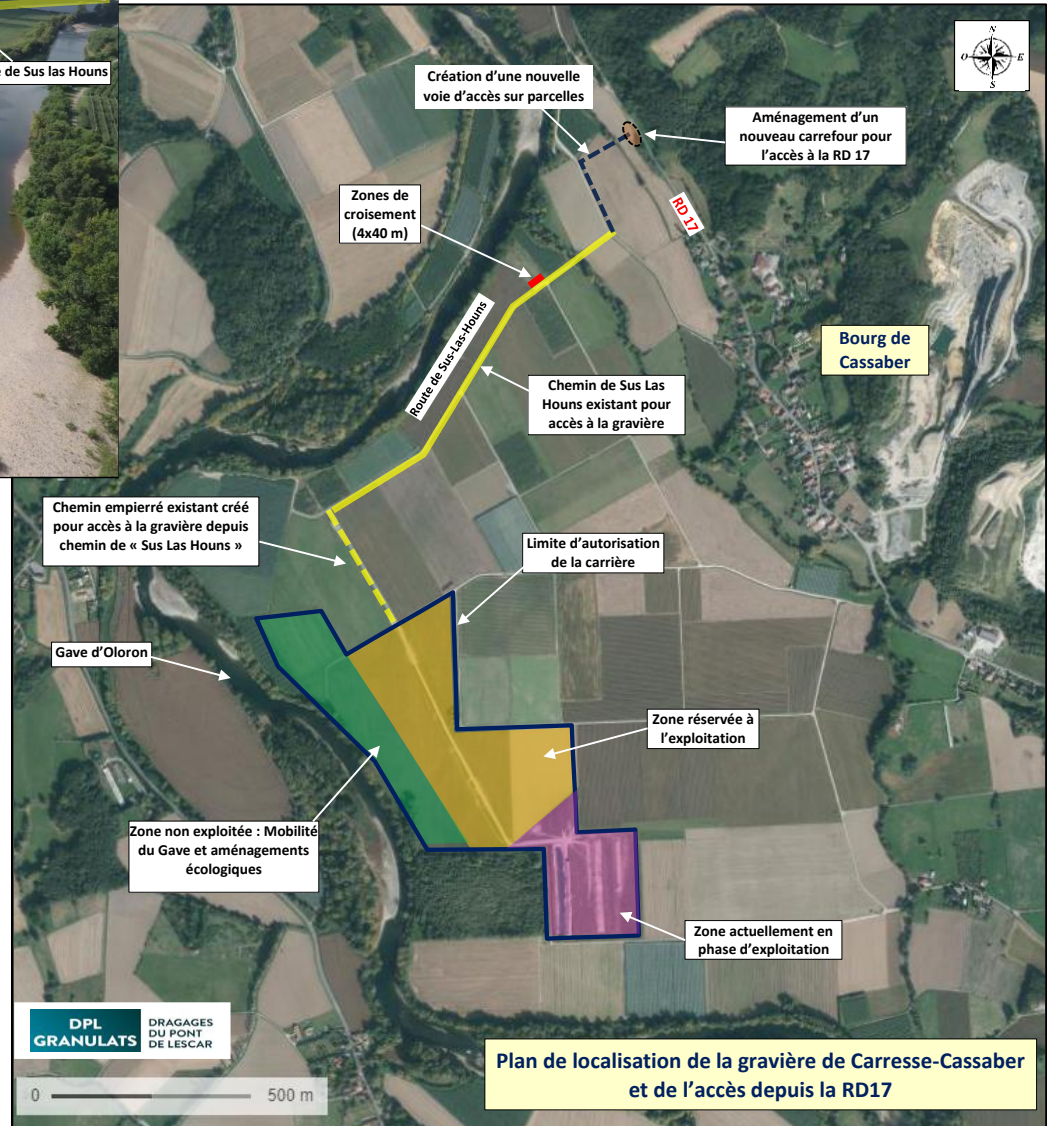 de Sus las Houns
O
E
S
Création d’une nouvelle
voie d’accès sur parcelles
Aménagement d’un
nouveau carrefour pour
l’accès à la RD 17
Zones de
croisement
(4x40 m)
RD 17
Route de Sus-Las-Houns
Bourg de
Cassaber
Chemin de Sus Las
Houns existant pour
accès à la gravière
Chemin empierré existant créé
pour accès à la gravière depuis
chemin de « Sus Las Houns »
Limite d’autorisation
de la carrière
Gave d’Oloron
Zone réservée à
l’exploitation
Zone non exploitée : Mobilité
du Gave et aménagements
écologiques
Zone actuellement en
phase d’exploitation
DPL
GRANULATS
DRAGAGES
DU PONT
DE LESCAR
Plan de localisation de la gravière de Carresse-Cassaber
et de l’accès depuis la RD17
0 500 m